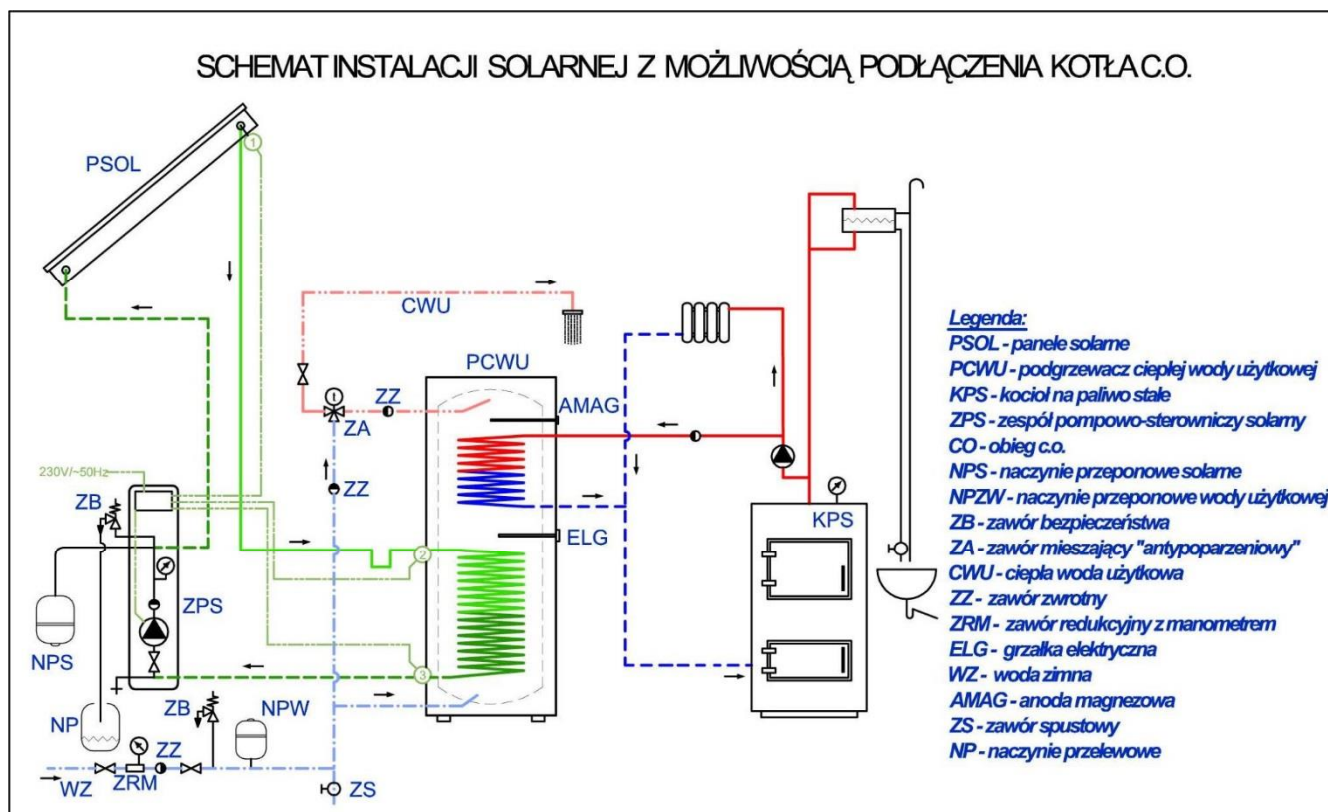 SCHEMAT INSTALACJI SOLARNEJ Z MOŻLIWOŚCIĄ PODŁĄCZENIA KOTŁA C.O.
1
PSOL
CWU
PCWU
ZZ
AMAG
ZA
230V/~50Hz
ZB
ZZ
KPS
ELG
2
ZPS
NPS
3
ZB
NPW
NP
ZZ
WZ
ZRM
ZS
t
Legenda:
PSOL - panele solarne
PCWU - podgrzewacz ciepłej wody użytkowej
KPS - kocioł na paliwo stałe
ZPS - zespół pompowo-sterowniczy solarny
CO - obieg c.o.
NPS - naczynie przeponowe solarne
NPZW - naczynie przeponowe wody użytkowej
ZB - zawór bezpieczeństwa
ZA - zawór mieszający "antypoparzeniowy"
CWU - ciepła woda użytkowa
ZZ - zawór zwrotny
ZRM - zawór redukcyjny z manometrem
ELG - grzałka elektryczna
WZ - woda zimna
AMAG - anoda magnezowa
ZS - zawór spustowy
NP - naczynie przelewowe